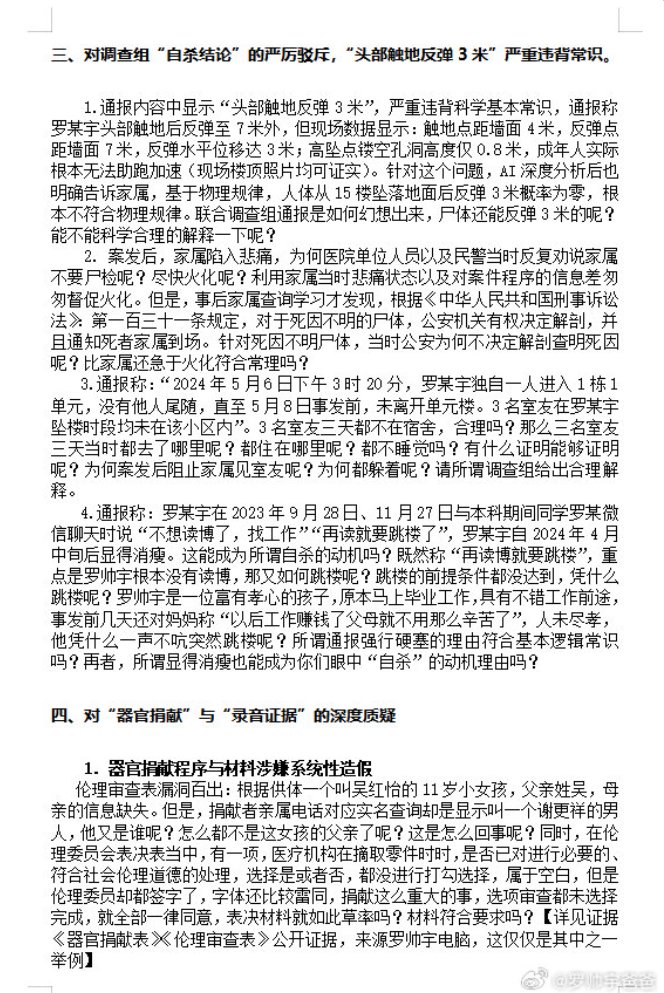 三、对调查组“自杀结论”的严厉驳斥，“头部触地反弹3米”严重违背常识。
1.通报内容中显示“头部触地反弹3米”，严重违背科学基本常识，通报称
罗某宇头部触地后反弹至7米外，但现场数据显示：触地点距墙面4米，反弹点
距墙面7米，反弹水平位移达3米；高坠点镂空孔洞高度仅0.8米，成年人实际
根本无法助跑加速（现场楼顶照片均可证实）。针对这个问题，AI深度分析后也
明确告诉家属，基于物理规律，人体从15楼坠落地面后反弹3米概率为零，根
本不符合物理规律。联合调查组通报是如何幻想出来，尸体还能反弹3米的呢？
能不能科学合理的解释一下呢？
2. 案发后，家属陷入悲痛，为何医院单位人员以及民警当时反复劝说家属
不要尸检呢？尽快火化呢？利用家属当时悲痛状态以及对案件程序的信息差匆
匆督促火化。但是，事后家属查询学习才发现，根据《中华人民共和国刑事诉讼
法》：第一百三十一条规定，对于死因不明的尸体，公安机关有权决定解剖，并
且通知死者家属到场。针对死因不明尸体，当时公安为何不决定解剖查明死因
呢？比家属还急于火化符合常理吗？
3.通报称：“2024年5月6日下午3时20分，罗某宇独自一人进入1栋1
单元，没有他人尾随，直至5月8日事发前，未离开单元楼。3名室友在罗某宇
坠楼时段均未在该小区内”。3名室友三天都不在宿舍，合理吗？那么三名室友
三天当时都去了哪里呢？都住在哪里呢？都不睡觉吗？有什么证明能够证明
呢？为何案发后阻止家属见室友呢？为何都躲着呢？请所谓调查组给出合理解
释。
4.通报称：罗某宇在2023年9月28日、11月27日与本科期间同学罗某微
信聊天时说“不想读博了，找工作”“再读就要跳楼了”，罗某宇自2024年4月
中旬后显得消瘦。这能成为所谓自杀的动机吗？既然称“再读博就要跳楼”，重
点是罗帅宇根本没有读博，那又如何跳楼呢？跳楼的前提条件都没达到，凭什么
跳楼呢？罗帅宇是一位富有孝心的孩子，原本马上毕业工作，具有不错工作前途，
事发前几天还对妈妈称“以后工作赚钱了父母就不用那么辛苦了”，人未尽孝，
他凭什么一声不吭突然跳楼呢？所谓通报强行硬塞的理由符合基本逻辑常识
吗？再者，所谓显得消瘦也能成为你们眼中“自杀”的动机理由吗？
四、对“器官捐献”与“录音证据”的深度质疑
1. 器官捐献程序与材料涉嫌系统性造假
伦理审查表漏洞百出：根据供体一个叫吴红怡的11岁小女孩，父亲姓吴，母
亲的信息缺失。但是，捐献者亲属电话对应实名查询却是显示叫一个谢更祥的男
人，他又是谁呢？怎么都不是这女孩的父亲了呢？这是怎么回事呢？同时，在伦
理委员会表决表当中，有一项，医疗机构在摘取零件时时，是否已对进行必要的、
符合社会伦理道德的处理，选择是或者否，都没进行打勾选择，属于空白，但是
伦理委员却都签字了，字体还比较雷同，捐献这么重大的事，选项审查都未选择
完成，就全部一律同意，表决材料就如此草率吗？材料符合要求吗？【详见证据
《器官捐献表》《伦理审查表》公开证据，来源罗帅宇电脑，这仅仅是其中之一
举例】
@罗帅宇爸爸